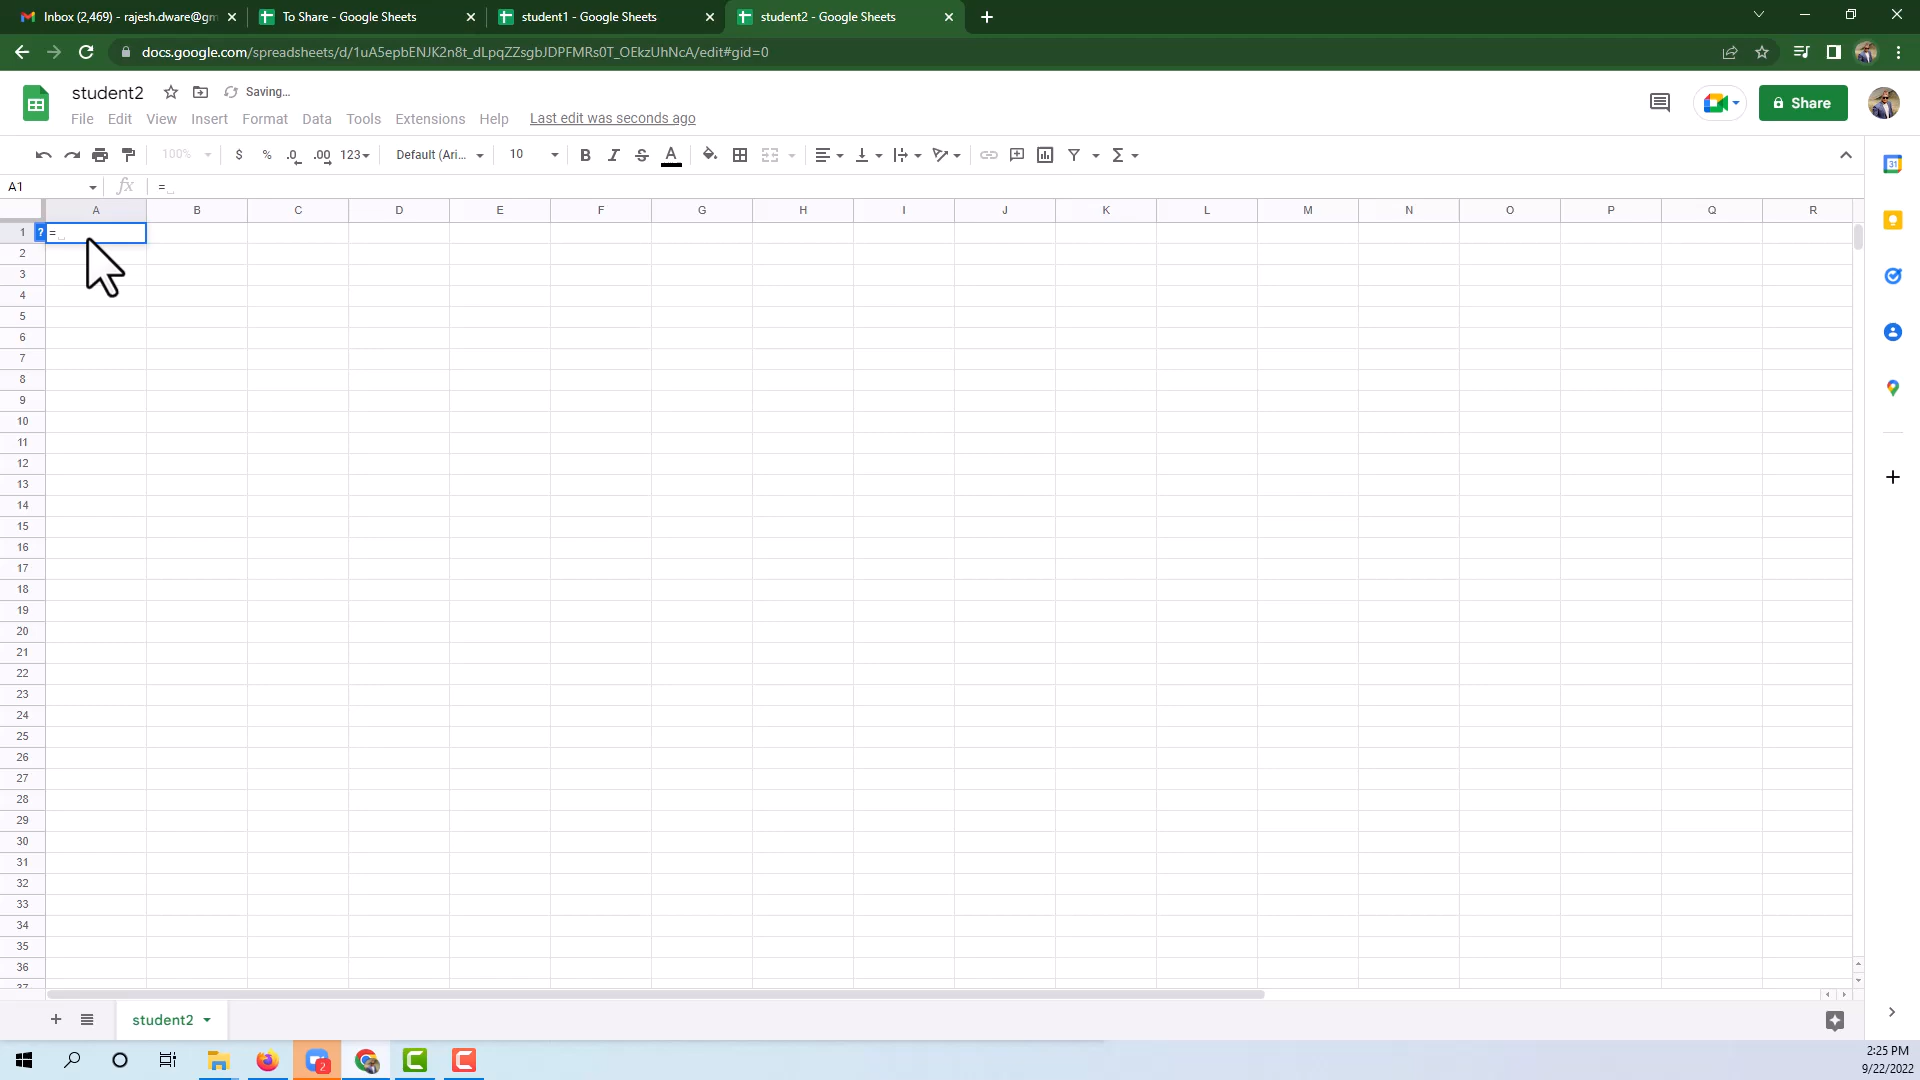 Inbox (2,469) - rajesh.dware@gm
To Share - Google Sheets
student1 - Google Sheets
student2 - Google Sheets
docs.google.com/spreadsheets/d/1uA5epbENJK2n8t_dLpqZZsgbJDPFMRs0T_OEkzUhNcA/edit#gid=0
student2
Saving...
File Edit View Insert Format Data Tools Extensions Help Last edit was seconds ago
Share
100% $ % .0 .00 123 Default (Ari... 10 B I S A Σ
A1 fx =
A B C D E F G H I J K L M N O P Q R
1 ? =
2
3
4
5
6
7
8
9
10
11
12
13
14
15
16
17
18
19
20
21
22
23
24
25
26
27
28
29
30
31
32
33
34
35
36
37
31
student2
2
2:25 PM
9/22/2022